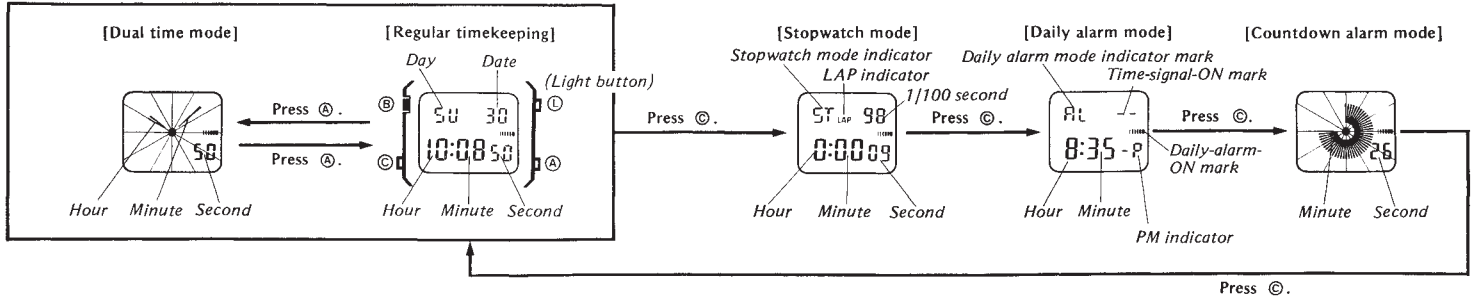 [Dual time mode]
Hour Minute Second
50
Press Ⓐ.
Press Ⓐ.
[Regular timekeeping]
Day Date
(Light button)
Ⓑ Ⓛ
Ⓒ Ⓐ
SU 30
10:08 50
Hour Minute Second
Press Ⓒ.
[Stopwatch mode]
Stopwatch mode indicator
LAP indicator
1/100 second
ST LAP 98
0:00 09
Hour Minute Second
Press Ⓒ.
[Daily alarm mode]
Daily alarm mode indicator mark
Time-signal-ON mark
AL --
8:35 -P
Daily-alarm-
ON mark
Hour Minute
PM indicator
Press Ⓒ.
[Countdown alarm mode]
26
Minute Second
Press Ⓒ.